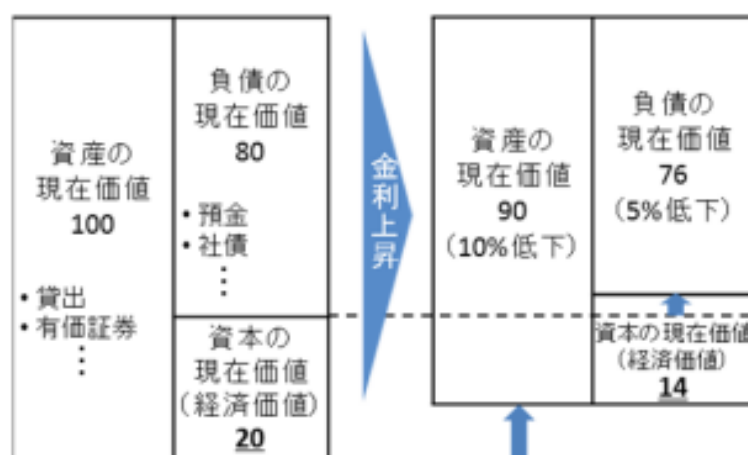 資産の
現在価値
100
• 貸出
• 有価証券
⋮
負債の
現在価値
80
• 預金
• 社債
⋮
資本の
現在価値
(経済価値)
20
金利上昇
資産の
現在価値
90
(10%低下)
負債の
現在価値
76
(5%低下)
資本の現在価値
(経済価値)
14